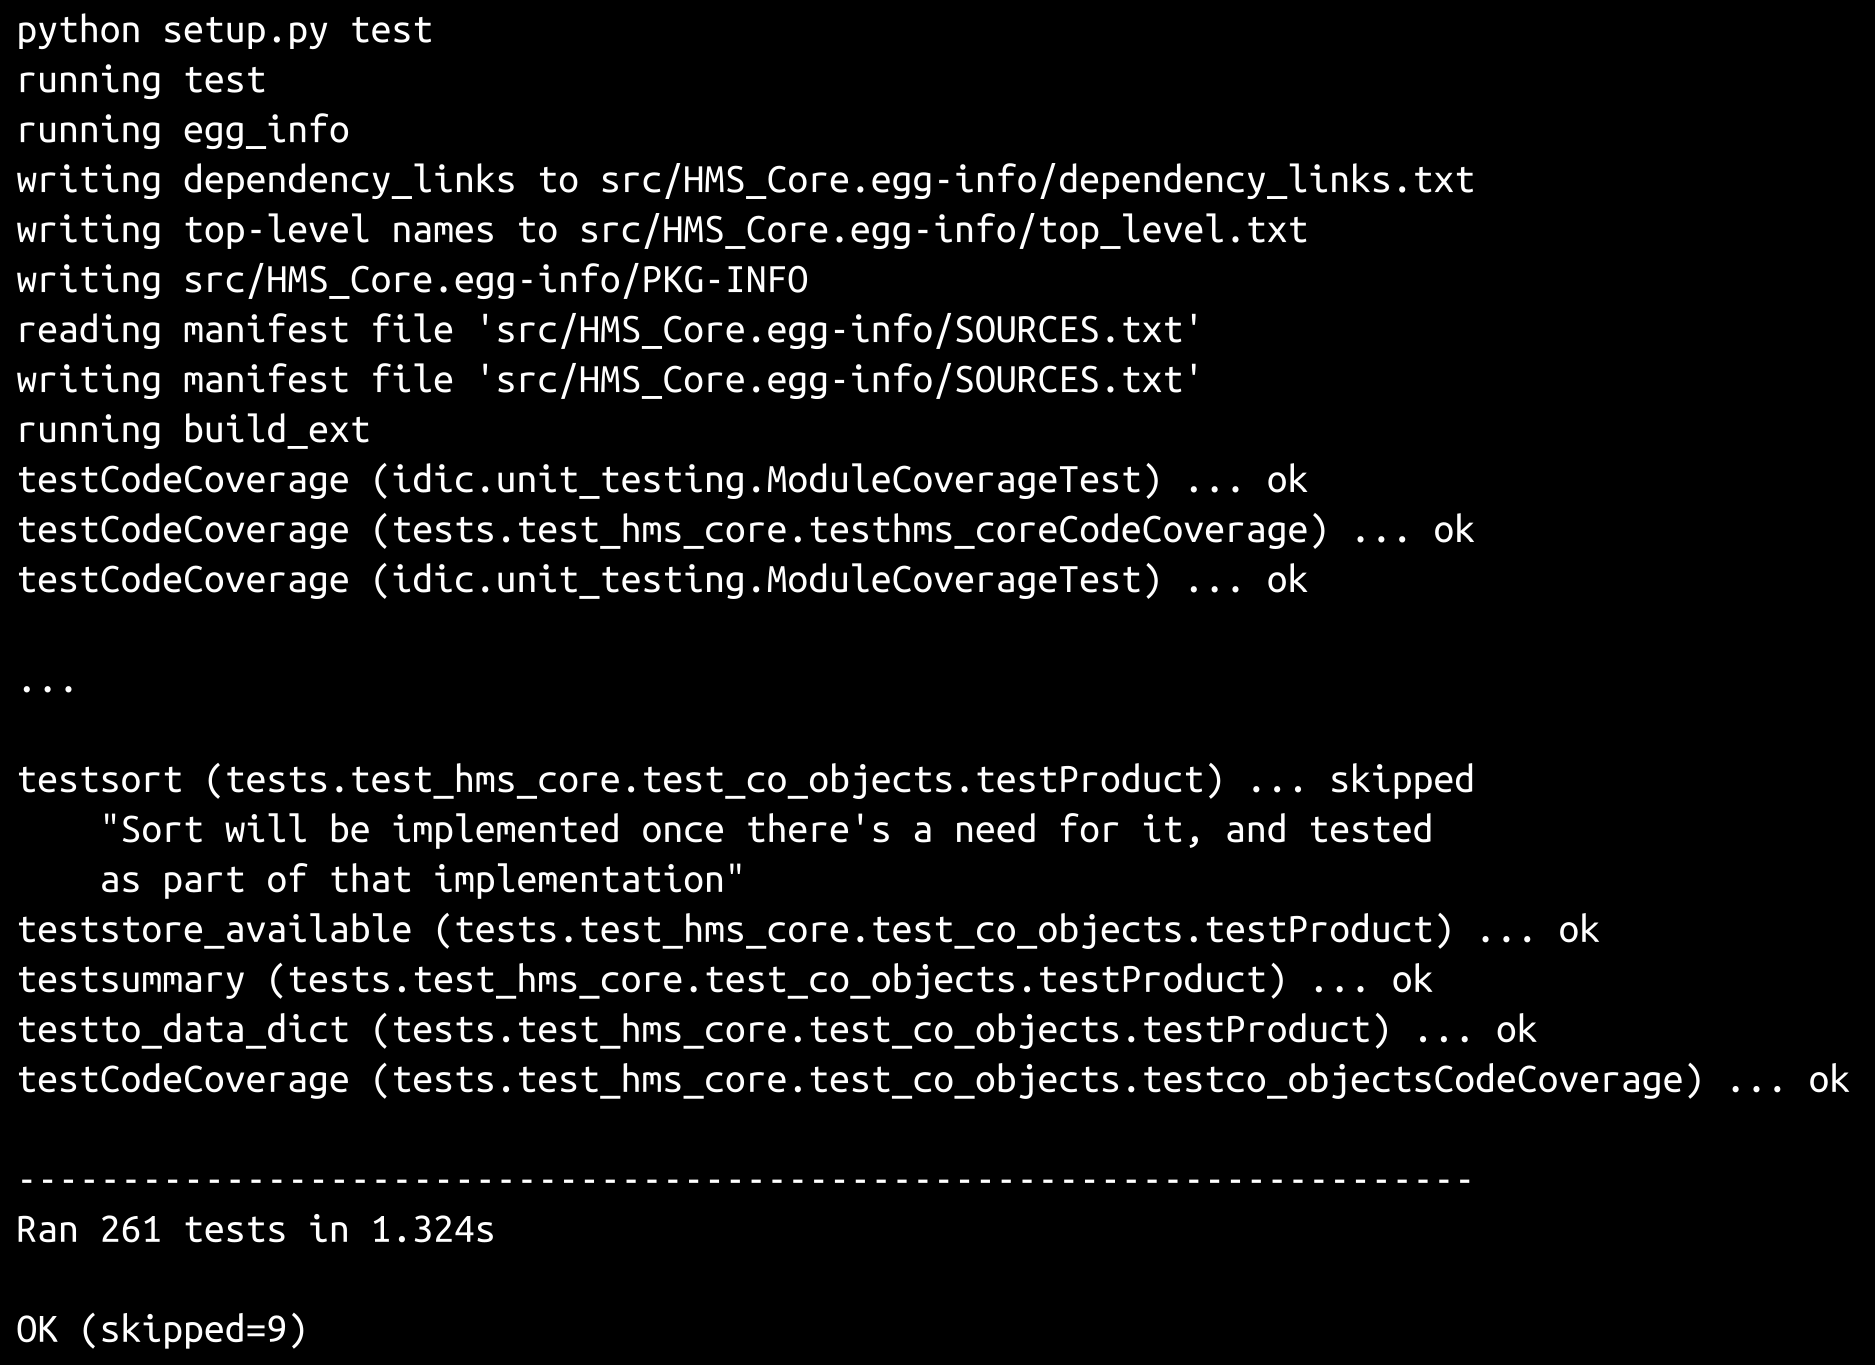 python setup.py test
running test
running egg_info
writing dependency_links to src/HMS_Core.egg-info/dependency_links.txt
writing top-level names to src/HMS_Core.egg-info/top_level.txt
writing src/HMS_Core.egg-info/PKG-INFO
reading manifest file 'src/HMS_Core.egg-info/SOURCES.txt'
writing manifest file 'src/HMS_Core.egg-info/SOURCES.txt'
running build_ext
testCodeCoverage (idic.unit_testing.ModuleCoverageTest) ... ok
testCodeCoverage (tests.test_hms_core.testhms_coreCodeCoverage) ... ok
testCodeCoverage (idic.unit_testing.ModuleCoverageTest) ... ok

...

testsort (tests.test_hms_core.test_co_objects.testProduct) ... skipped
    "Sort will be implemented once there's a need for it, and tested
    as part of that implementation"
teststore_available (tests.test_hms_core.test_co_objects.testProduct) ... ok
testsummary (tests.test_hms_core.test_co_objects.testProduct) ... ok
testto_data_dict (tests.test_hms_core.test_co_objects.testProduct) ... ok
testCodeCoverage (tests.test_hms_core.test_co_objects.testco_objectsCodeCoverage) ... ok

----------------------------------------------------------------------
Ran 261 tests in 1.324s

OK (skipped=9)